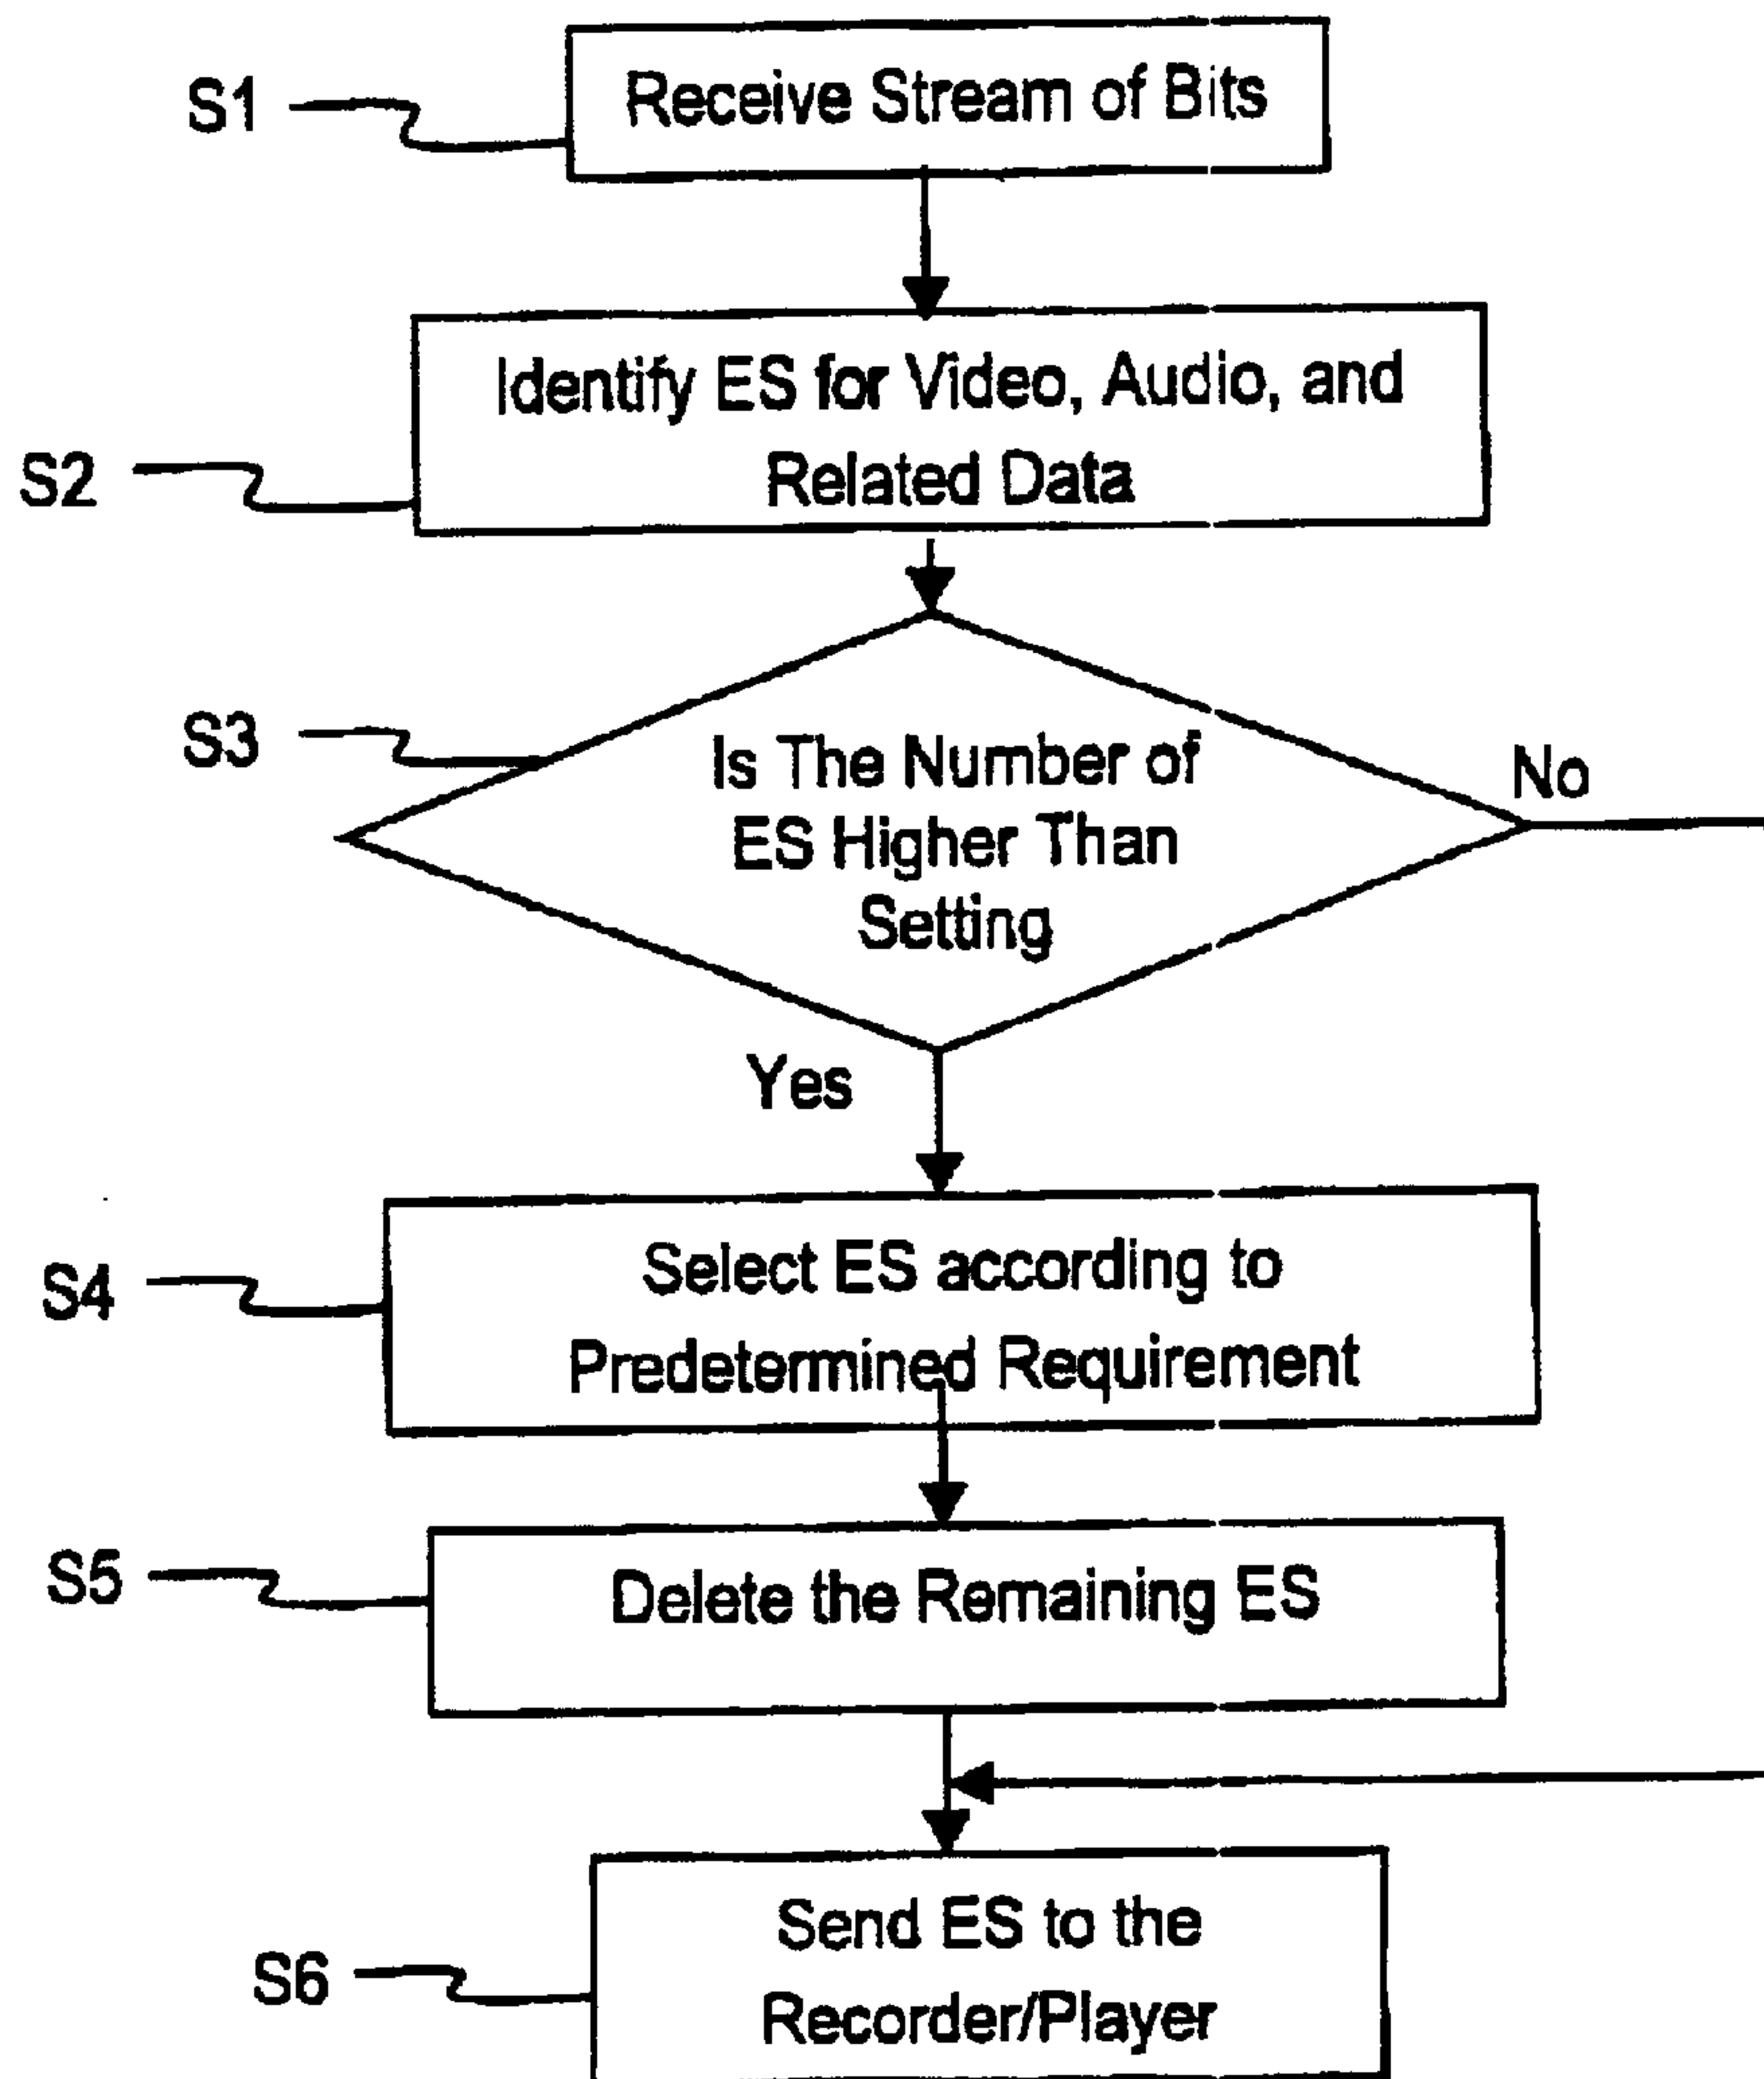 S1
Receive Stream of Bits
Identify ES for Video, Audio, and
Related Data
S2
S3
Is The Number of
ES Higher Than
Setting
No
Yes
S4
Select ES according to
Predetermined Requirement
S5
Delete the Remaining ES
Send ES to the
Recorder/Player
S6